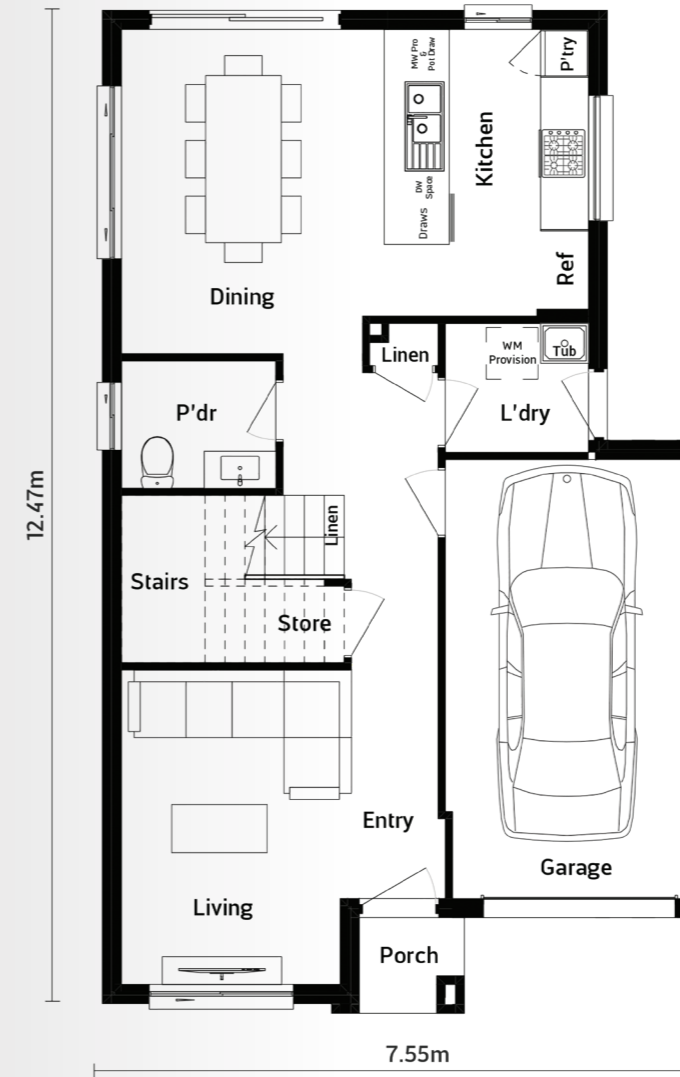 MW Pro
&
Pot Draw
P'try
Kitchen
DW
Space
Draws
Ref
Dining
Linen
WM
Provision
Tub
P'dr
L'dry
12.47m
Linen
Stairs
Store
Entry
Garage
Living
Porch
7.55m